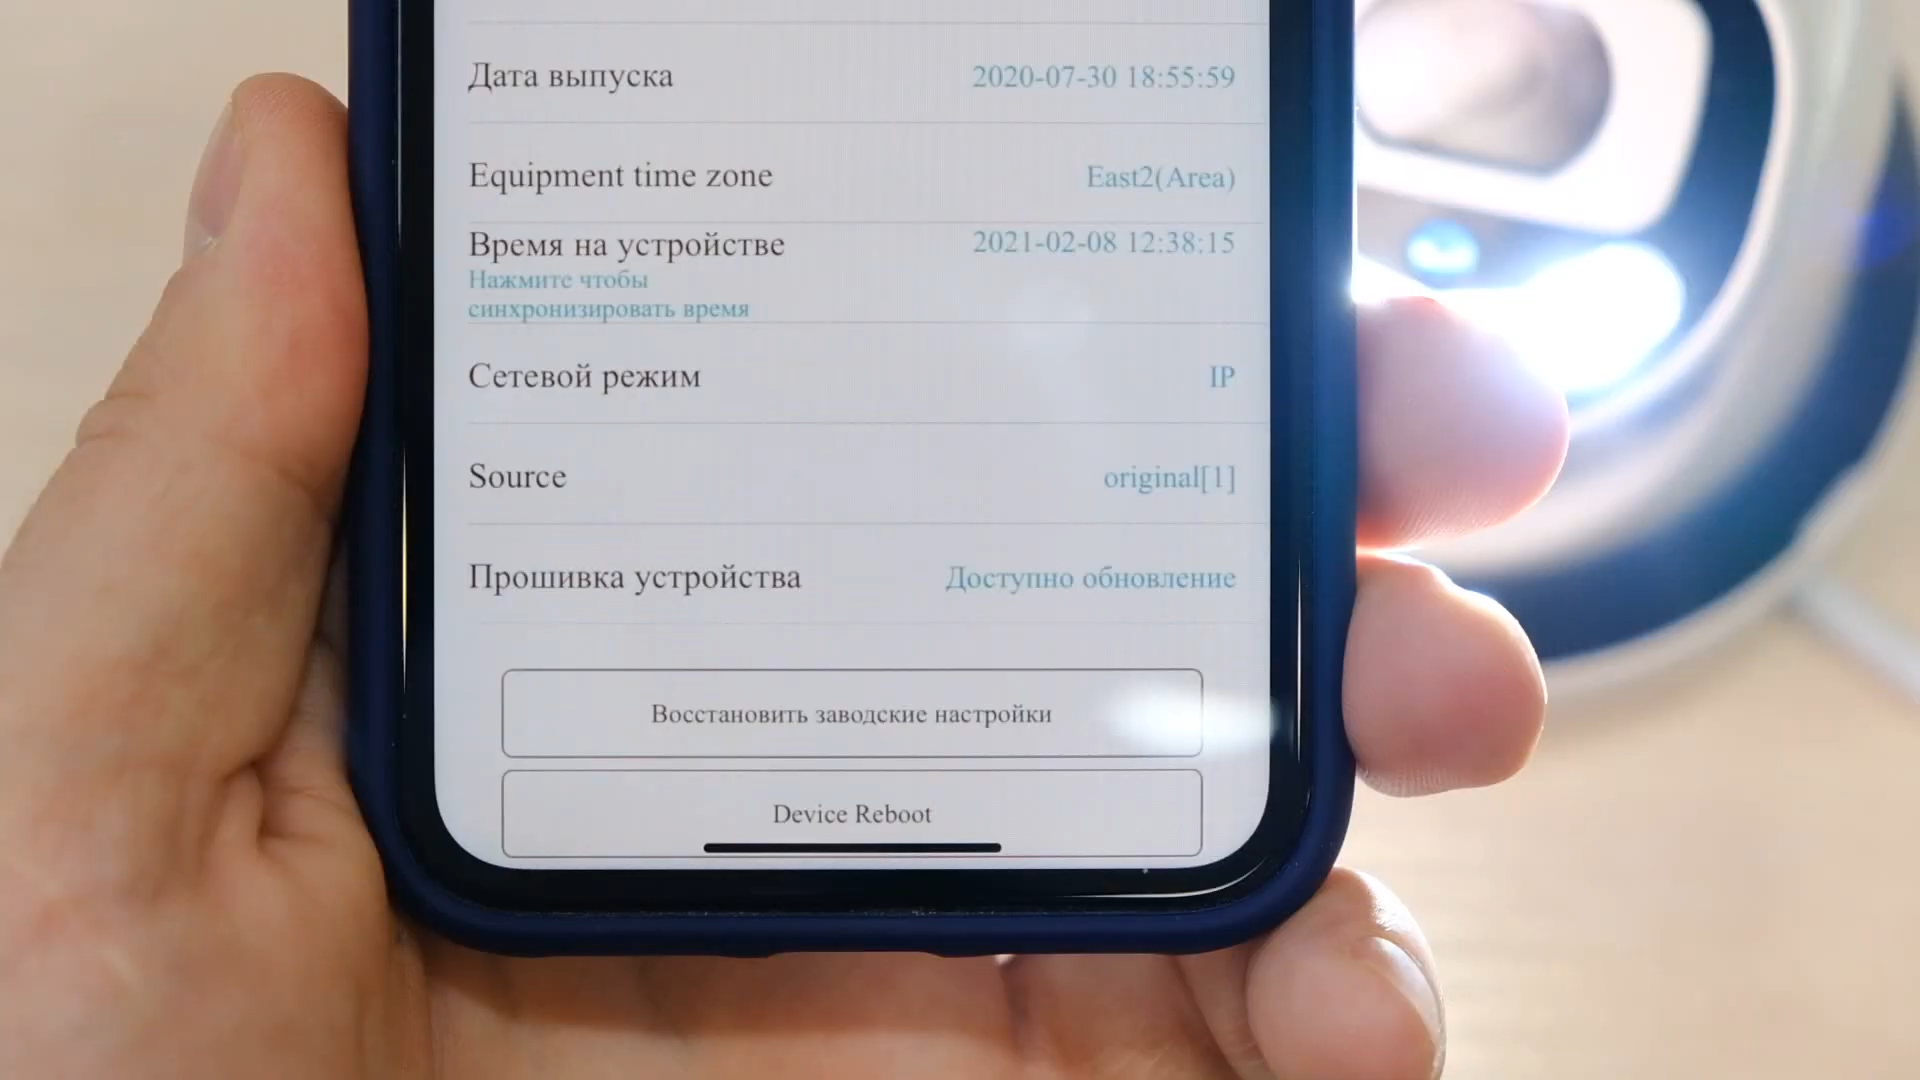 Дата выпуска 2020-07-30 18:55:59
Equipment time zone East2(Area)
Время на устройстве 2021-02-08 12:38:15
Нажмите чтобы
синхронизировать время
Сетевой режим IP
Source original[1]
Прошивка устройства Доступно обновление
Восстановить заводские настройки
Device Reboot